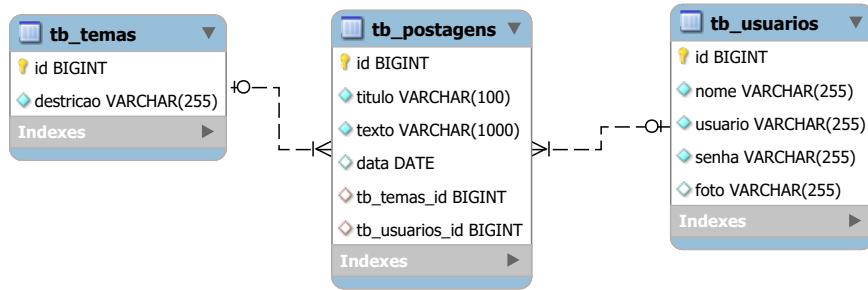 tb_temas
id BIGINT
destricao VARCHAR(255)
Indexes
tb_postagens
id BIGINT
titulo VARCHAR(100)
texto VARCHAR(1000)
data DATE
tb_temas_id BIGINT
tb_usuarios_id BIGINT
Indexes
tb_usuarios
id BIGINT
nome VARCHAR(255)
usuario VARCHAR(255)
senha VARCHAR(255)
foto VARCHAR(255)
Indexes